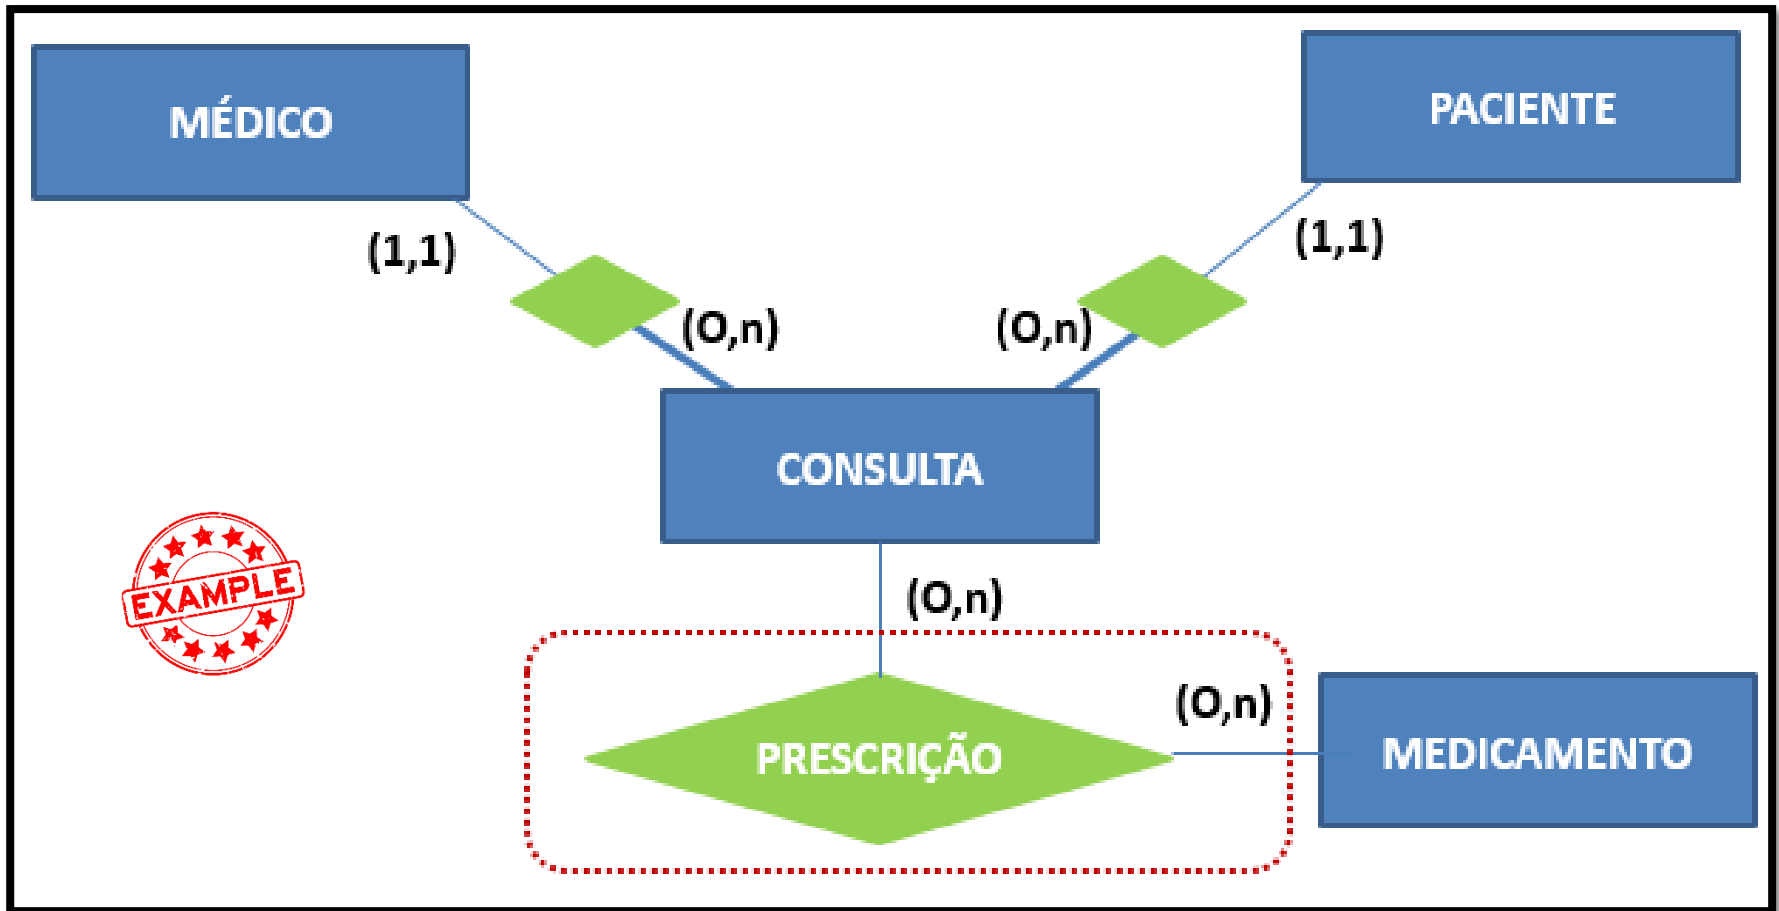 MÉDICO
PACIENTE
(1,1)
(1,1)
(O,n)
(O,n)
CONSULTA
EXAMPLE
(O,n)
(O,n)
PRESCRIÇÃO
MEDICAMENTO